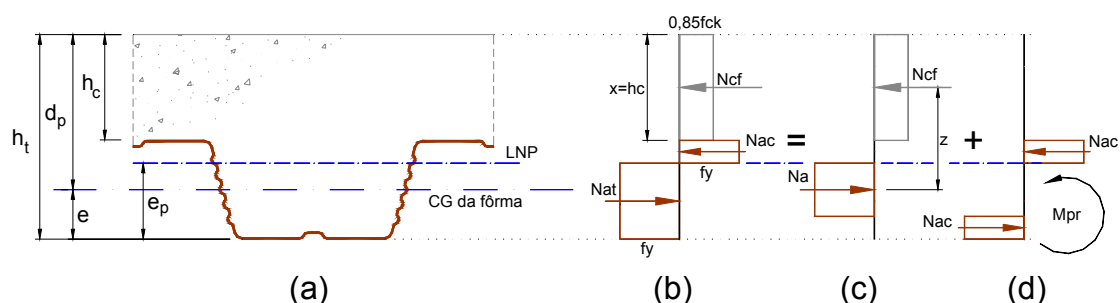 0,85fck
h_t
d_p
h_c
e
e_p
LNP
CG da fôrma
x=hc
Ncf
Nac
fy
Nat
fy
=
Ncf
z
Na
+
Nac
Nac
Mpr
(a)
(b)
(c)
(d)